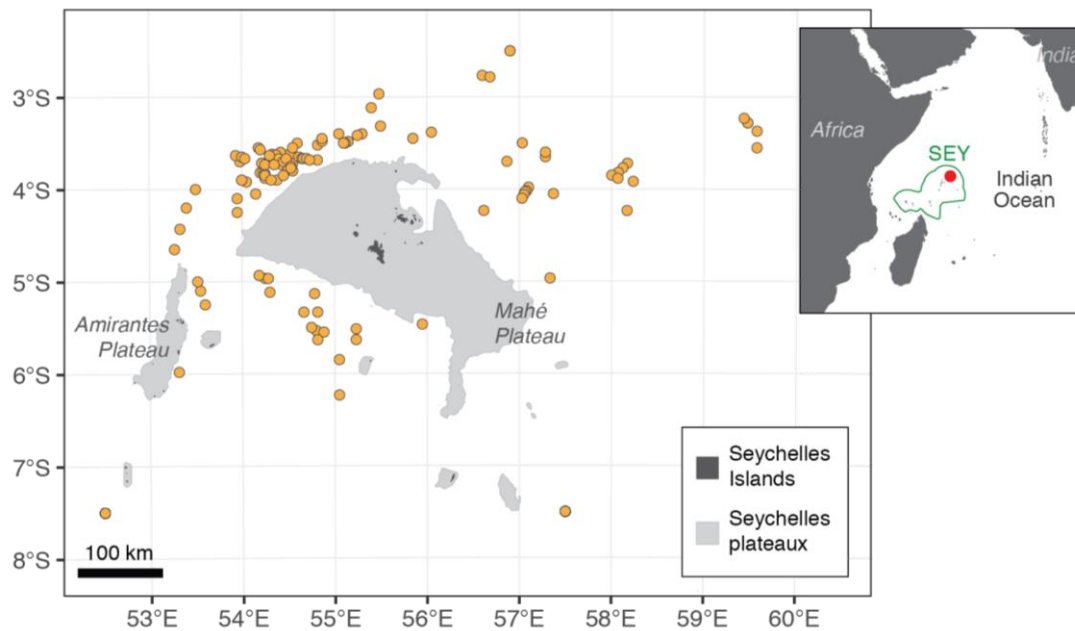 3°S
4°S
5°S
6°S
7°S
8°S
53°E 54°E 55°E 56°E 57°E 58°E 59°E 60°E
Amirantes
Plateau
Mahé
Plateau
100 km
Seychelles
Islands
Seychelles
plateaux
India
Africa
SEY
Indian
Ocean